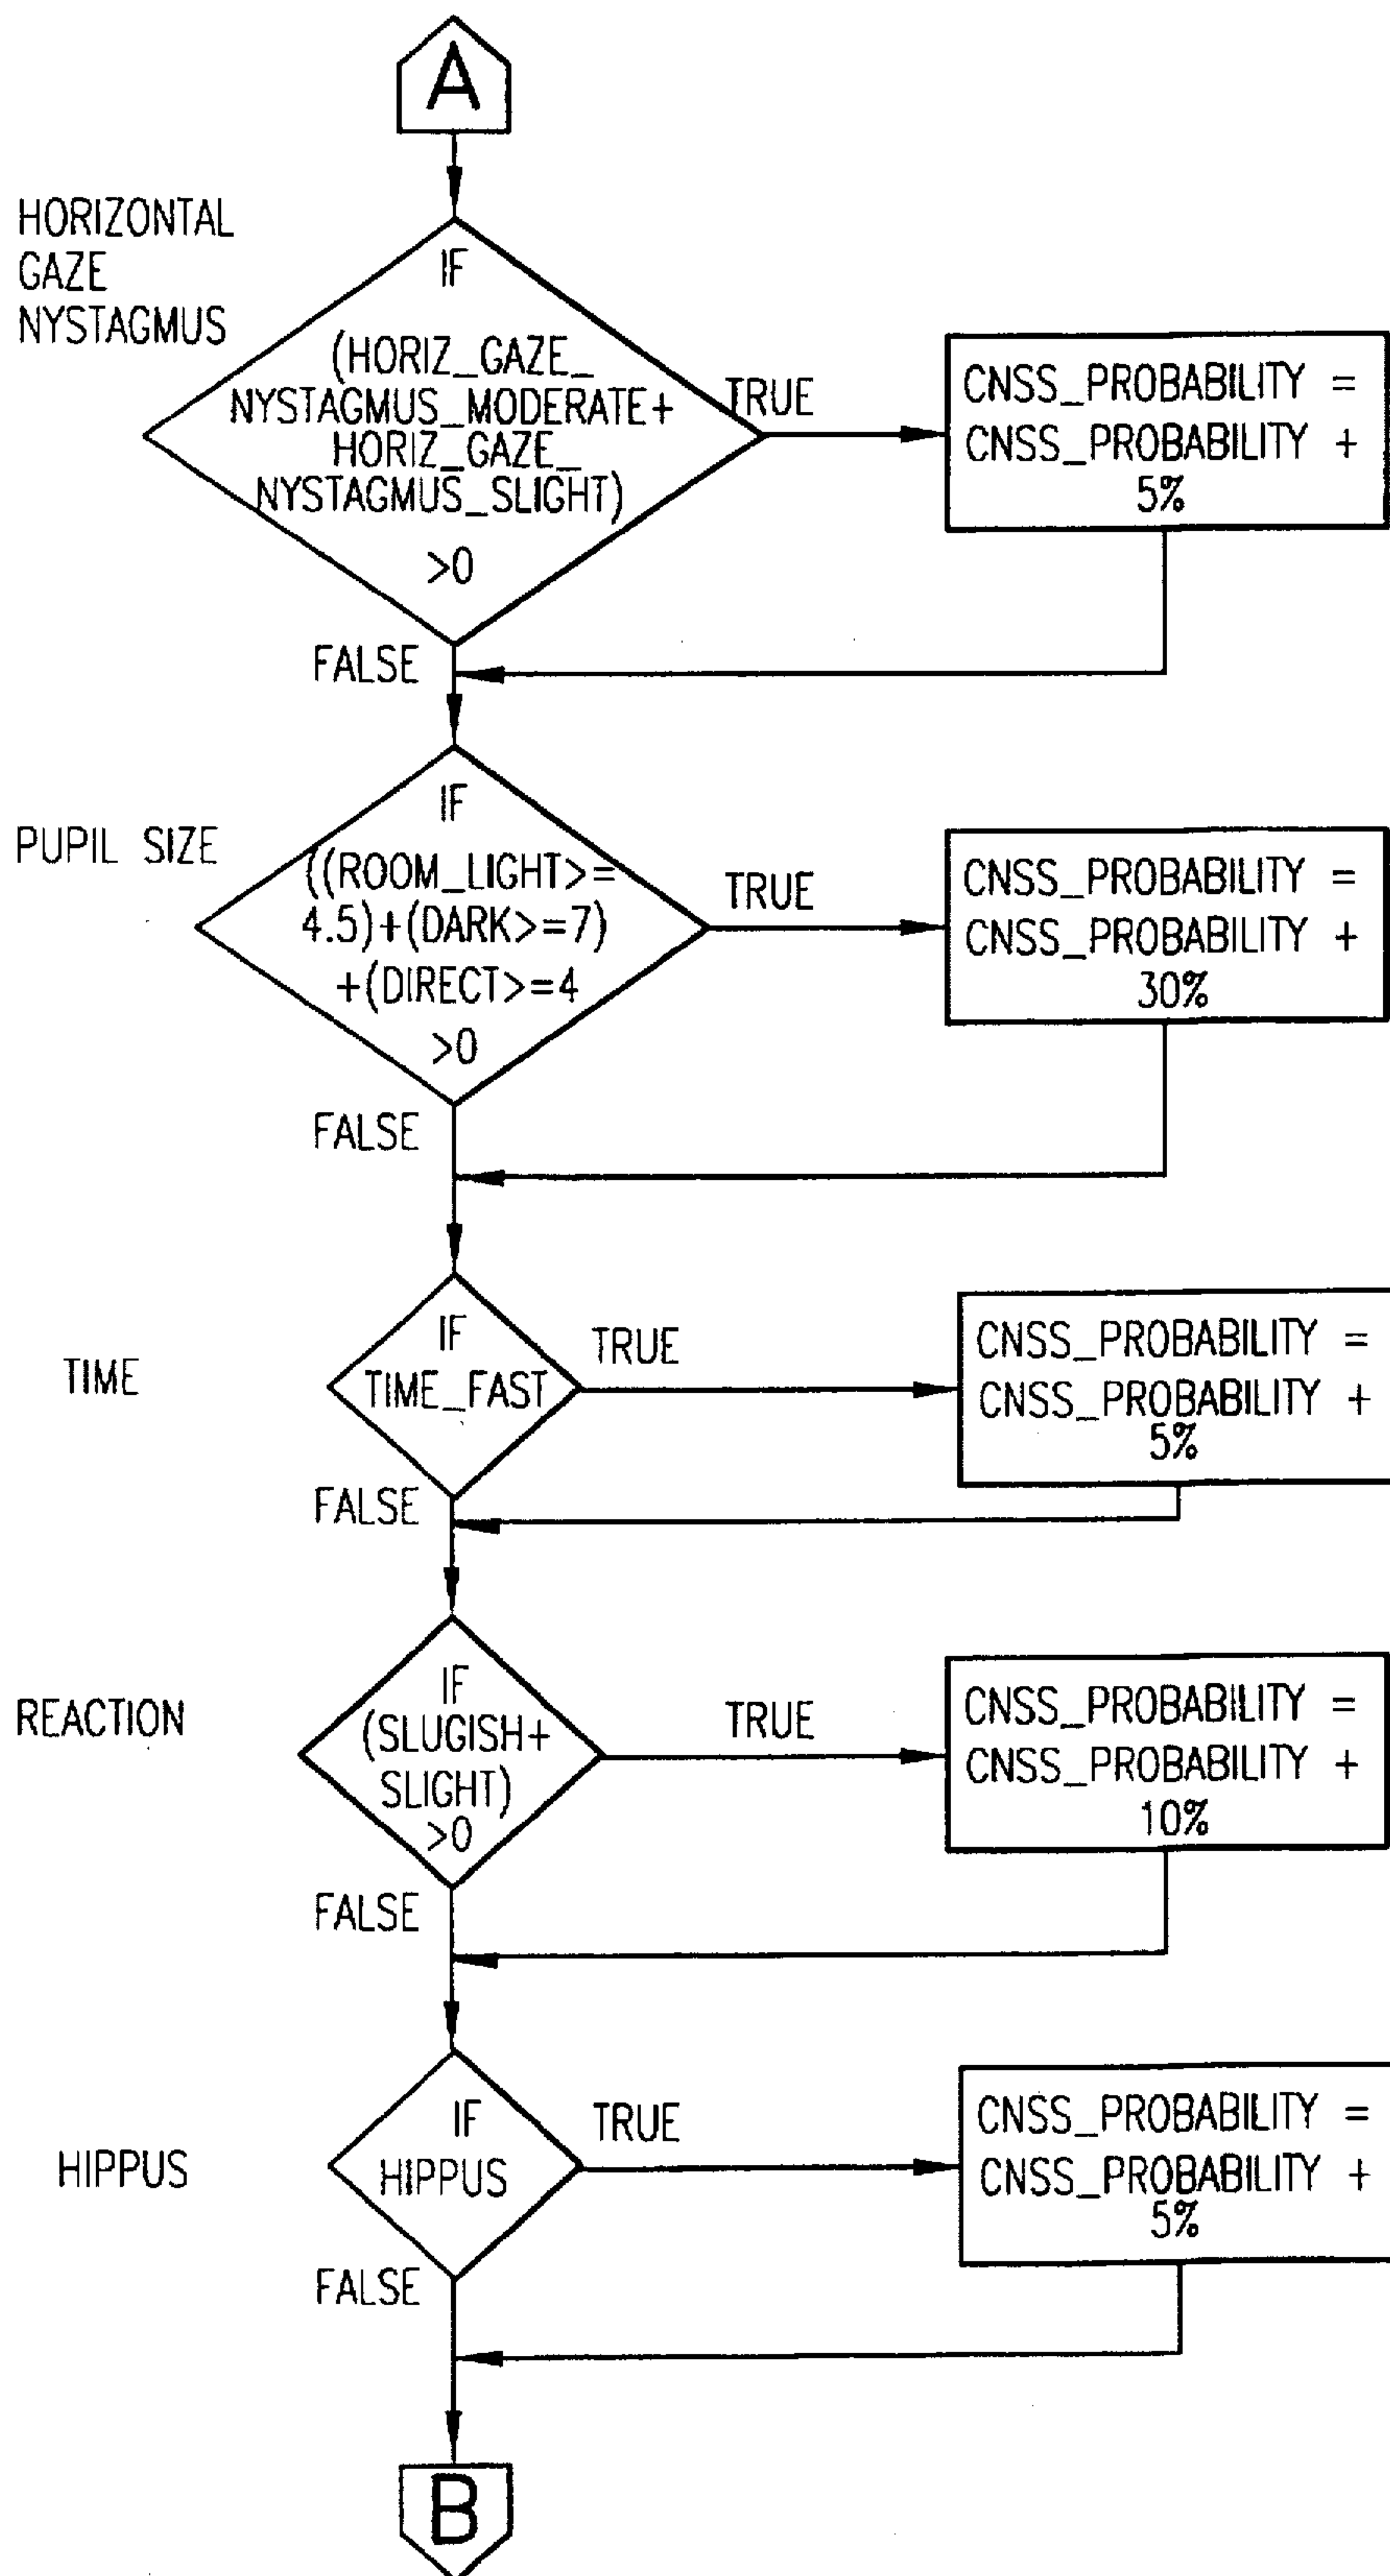 A
HORIZONTAL
GAZE
NYSTAGMUS
IF
(HORIZ_GAZE_
NYSTAGMUS_MODERATE+
HORIZ_GAZE_
NYSTAGMUS_SLIGHT)
>0
TRUE
CNSS_PROBABILITY =
CNSS_PROBABILITY +
5%
FALSE
PUPIL SIZE
IF
((ROOM_LIGHT>=
4.5)+(DARK>=7)
+(DIRECT>=4
>0
TRUE
CNSS_PROBABILITY =
CNSS_PROBABILITY +
30%
FALSE
TIME
IF
TIME_FAST
TRUE
CNSS_PROBABILITY =
CNSS_PROBABILITY +
5%
FALSE
REACTION
IF
(SLUGISH+
SLIGHT)
>0
TRUE
CNSS_PROBABILITY =
CNSS_PROBABILITY +
10%
FALSE
HIPPUS
IF
HIPPUS
TRUE
CNSS_PROBABILITY =
CNSS_PROBABILITY +
5%
FALSE
B